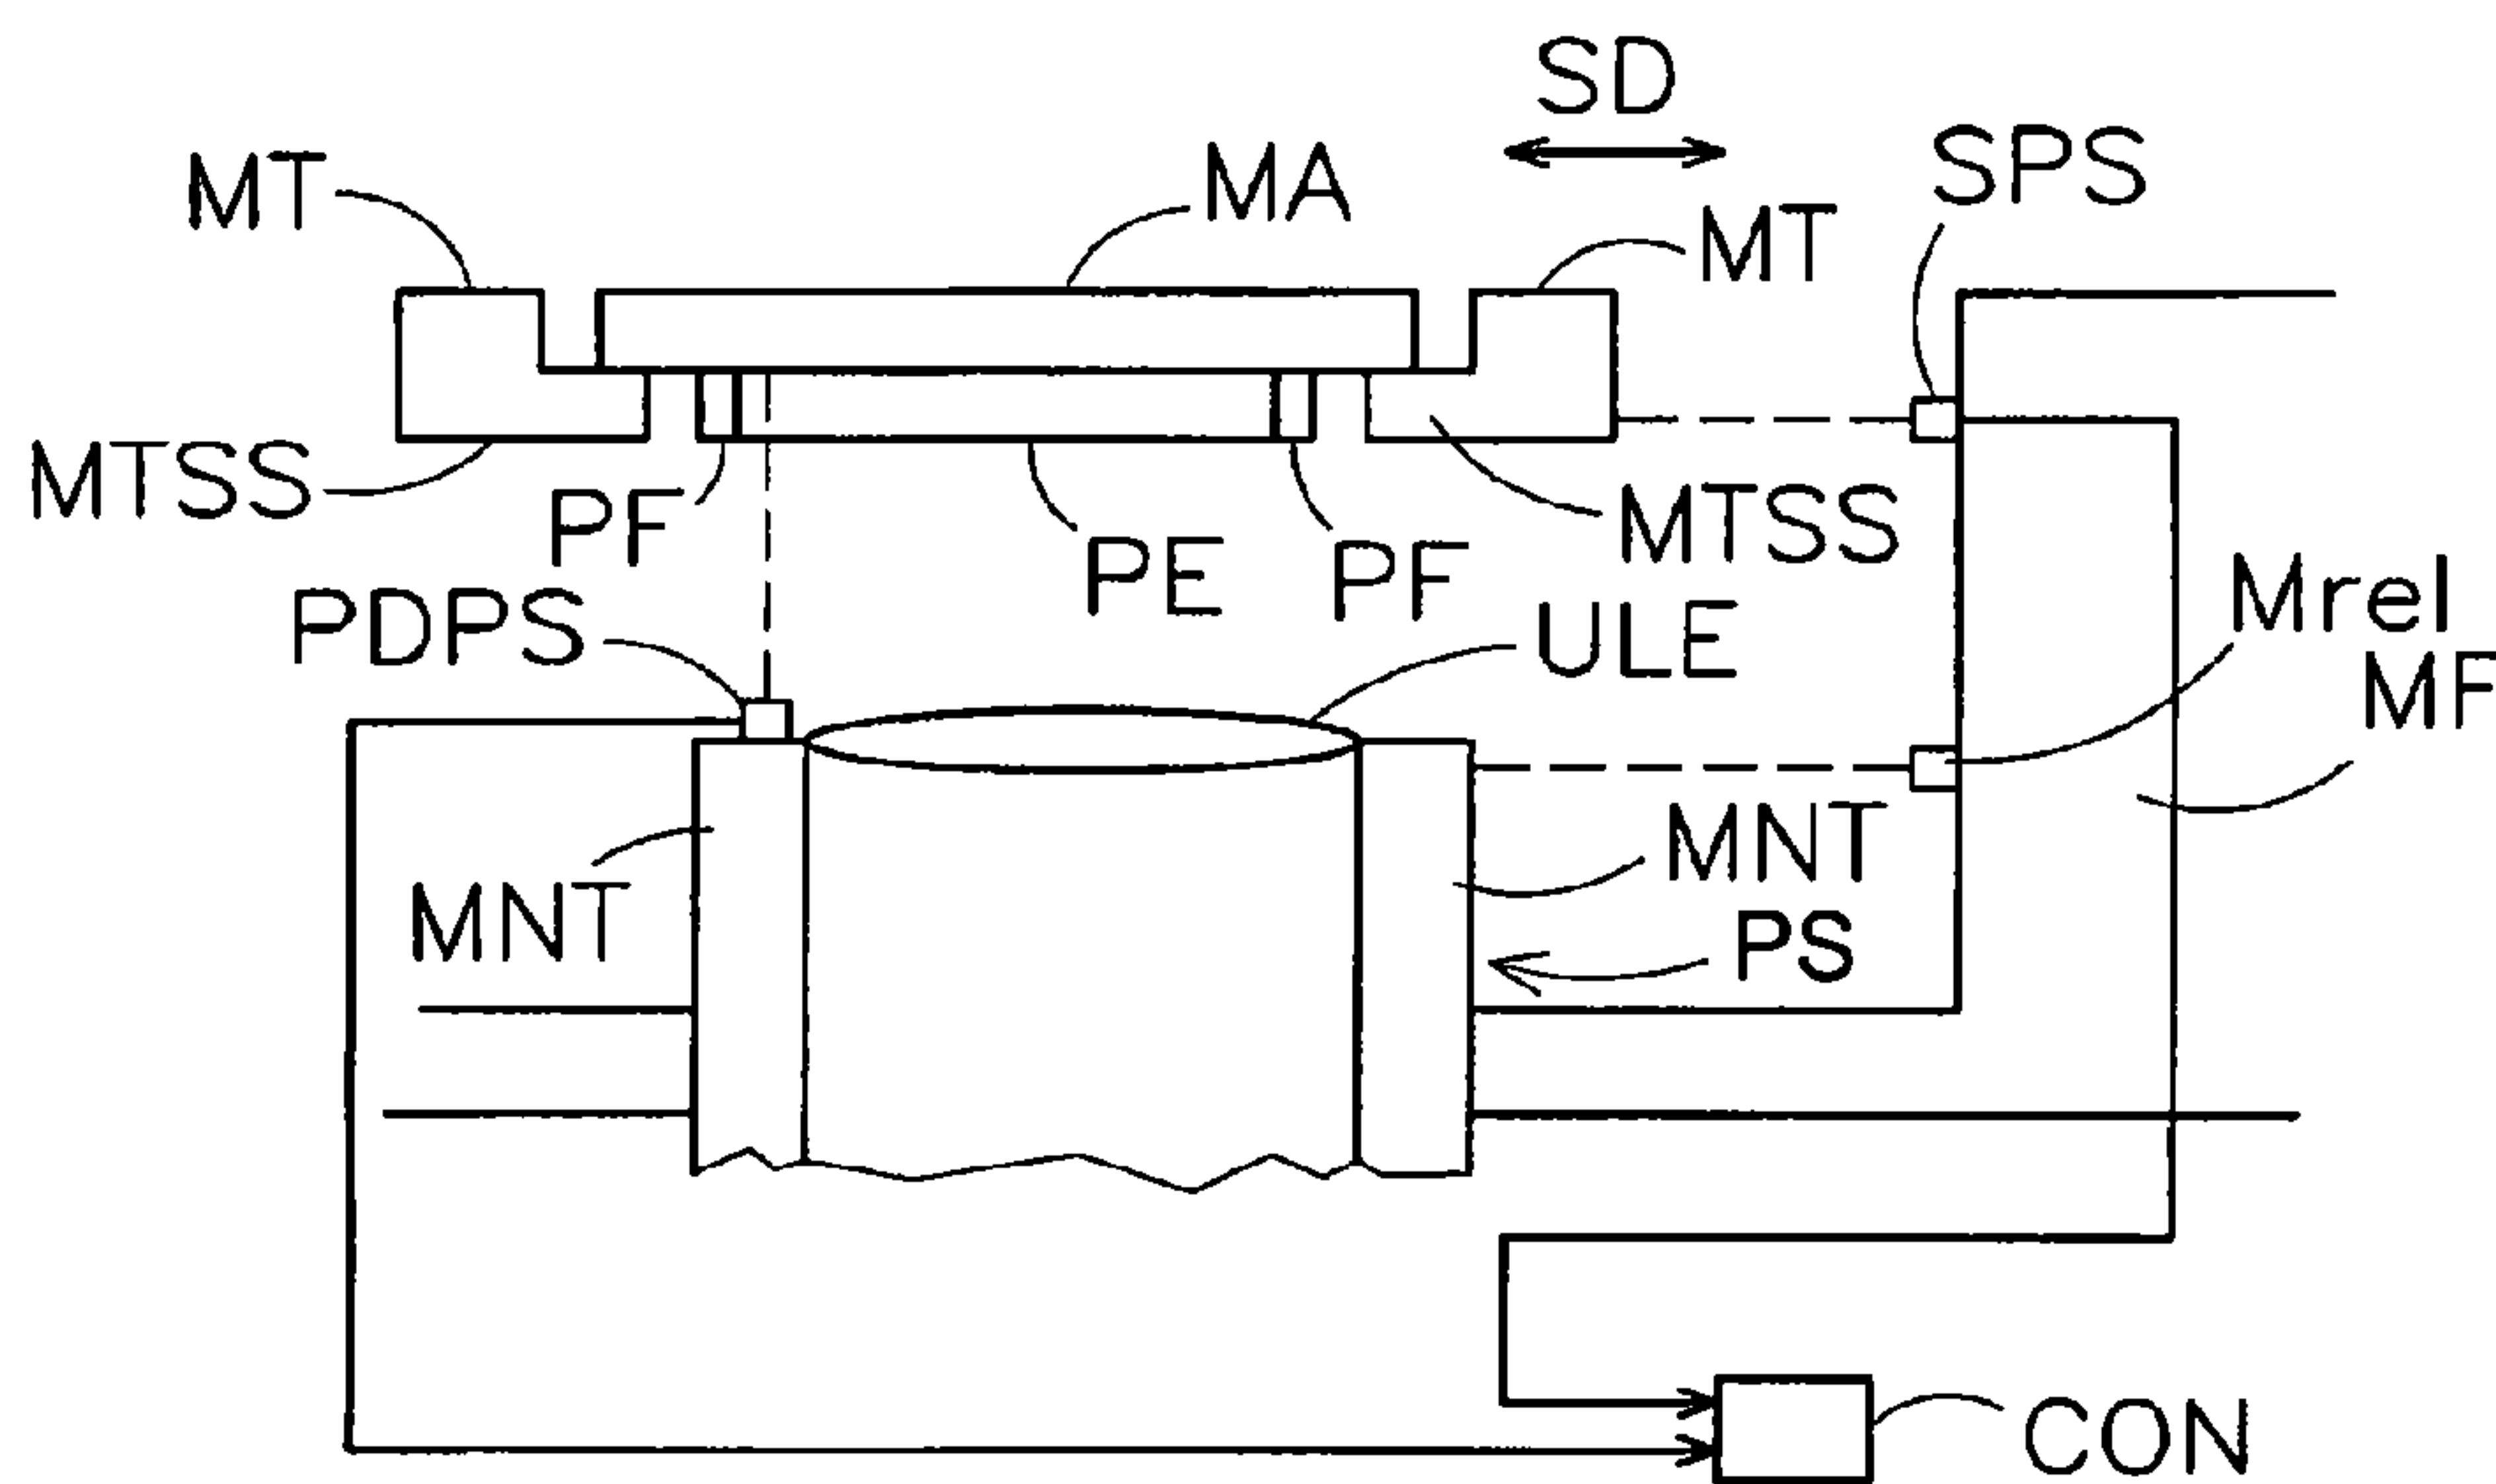 SD
SPS
MT
MA
MT
MTSS
PF
PE
PF
MTSS
PDPS
ULE
Mrel
MF
MNT
MNT
PS
CON